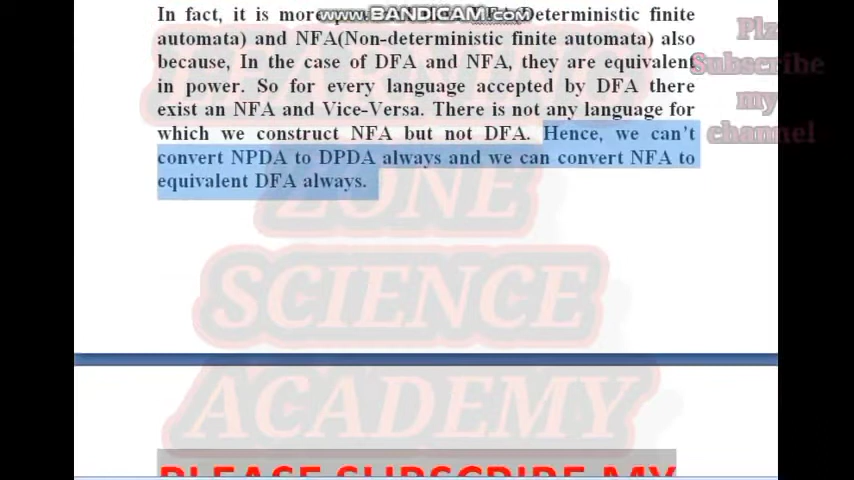 www.BANDICAM.com
In fact, it is more Deterministic finite
automata) and NFA(Non-deterministic finite automata) also
because, In the case of DFA and NFA, they are equivalent
in power. So for every language accepted by DFA there
exist an NFA and Vice-Versa. There is not any language for
which we construct NFA but not DFA. Hence, we can't
convert NPDA to DPDA always and we can convert NFA to
equivalent DFA always.
Plz
Subscribe
my
channel
LEARNING
ZONE
SCIENCE
ACADEMY
PLEASE SUBSCRIBE MY